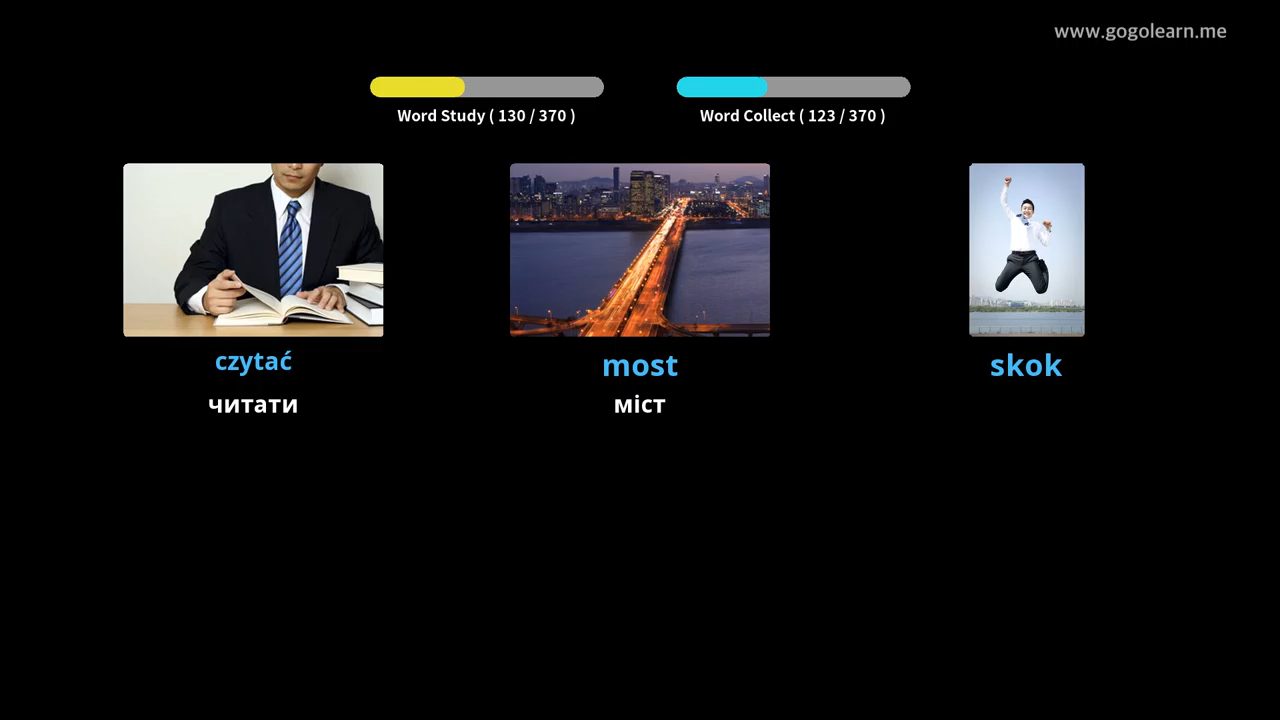 www.gogolearn.me
Word Study ( 130 / 370 )
Word Collect ( 123 / 370 )
czytać
most
skok
читати
міст